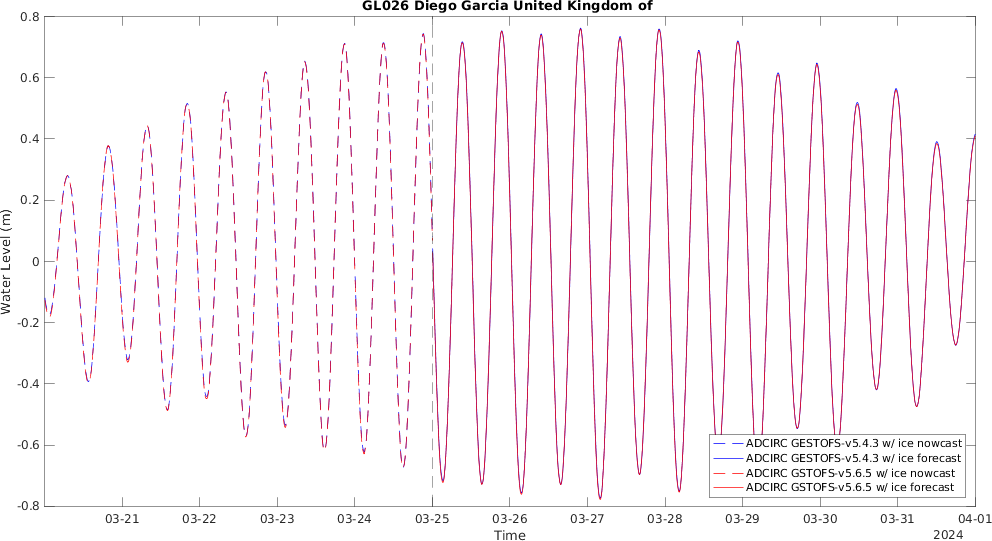 GL026 Diego Garcia United Kingdom of
0.8
0.6
0.4
0.2
0
-0.2
-0.4
-0.6
-0.8
Water Level (m)
ADCIRC GESTOFS-v5.4.3 w/ ice nowcast
ADCIRC GESTOFS-v5.4.3 w/ ice forecast
ADCIRC GSTOFS-v5.6.5 w/ ice nowcast
ADCIRC GSTOFS-v5.6.5 w/ ice forecast
03-21 03-22 03-23 03-24 03-25 03-26 03-27 03-28 03-29 03-30 03-31 04-01
Time
2024